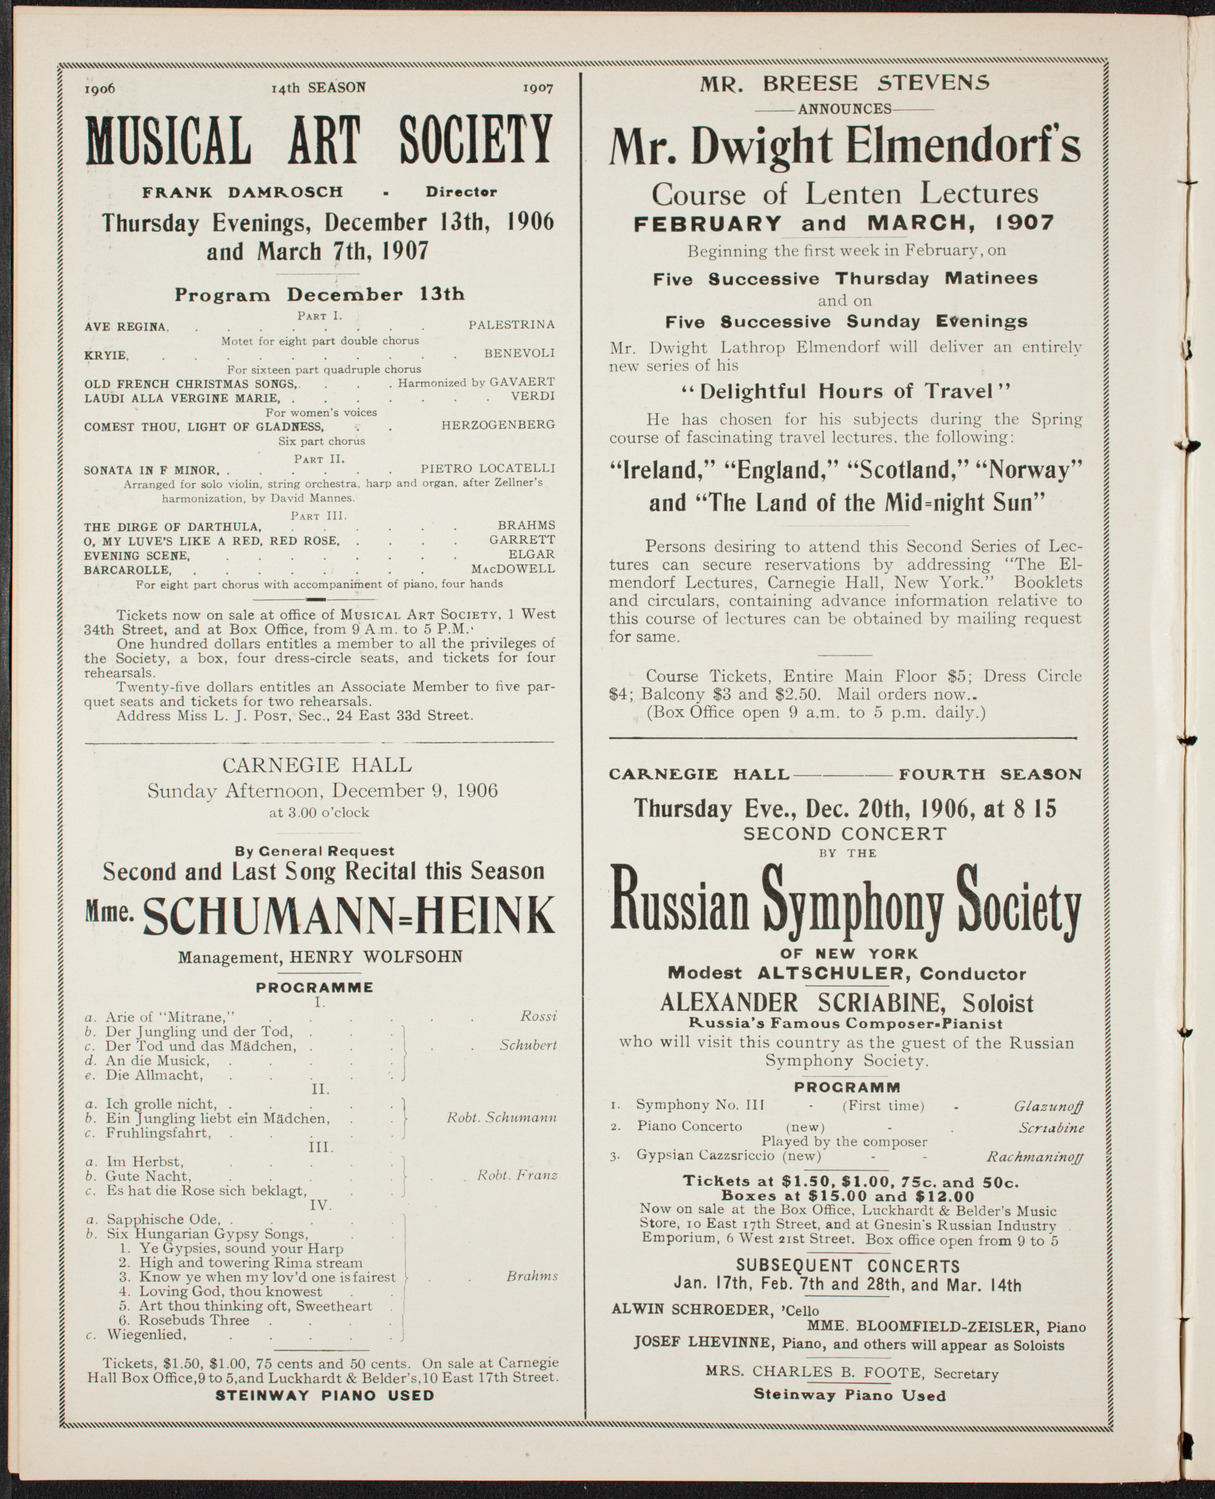 1906 14th SEASON 1907
MUSICAL ART SOCIETY
FRANK DAMROSCH - Director
Thursday Evenings, December 13th, 1906
and March 7th, 1907
Program December 13th
PART I.
AVE REGINA, . . . . . . . . PALESTRINA
Motet for eight part double chorus
KRYIE, . . . . . . . . . . BENEVOLI
For sixteen part quadruple chorus
OLD FRENCH CHRISTMAS SONGS, . . . . Harmonized by GAVAERT
LAUDI ALLA VERGINE MARIE, . . . . . . . . VERDI
For women's voices
COMEST THOU, LIGHT OF GLADNESS, . . HERZOGENBERG
Six part chorus
PART II.
SONATA IN F MINOR, . . . . . . PIETRO LOCATELLI
Arranged for solo violin, string orchestra, harp and organ, after Zellner's
harmonization, by David Mannes.
PART III.
THE DIRGE OF DARTHULA, . . . . . . BRAHMS
O, MY LUVE'S LIKE A RED, RED ROSE, . . . . GARRETT
EVENING SCENE, . . . . . . . . ELGAR
BARCAROLLE, . . . . . . . . MACDOWELL
For eight part chorus with accompaniment of piano, four hands
Tickets now on sale at office of MUSICAL ART SOCIETY, 1 West
34th Street, and at Box Office, from 9 A.m. to 5 P.M.
One hundred dollars entitles a member to all the privileges of
the Society, a box, four dress-circle seats, and tickets for four
rehearsals.
Twenty-five dollars entitles an Associate Member to five par-
quet seats and tickets for two rehearsals.
Address Miss L. J. POST, Sec., 24 East 33d Street.
CARNEGIE HALL
Sunday Afternoon, December 9, 1906
at 3.00 o'clock
By General Request
Second and Last Song Recital this Season
Mme. SCHUMANN=HEINK
Management, HENRY WOLFSOHN
PROGRAMME
I.
a. Arie of "Mitrane," . . . . . . Rossi
b. Der Jungling und der Tod, . . .
c. Der Tod und das Mädchen, . . . . . Schubert
d. An die Musick, . . . .
e. Die Allmacht, . . . .
II.
a. Ich grolle nicht, . . . . .
b. Ein Jungling liebt ein Mädchen, . . Robt. Schumann
c. Fruhlingsfahrt, . . . . .
III.
a. Im Herbst, . . . . .
b. Gute Nacht, . . . . . . Robt. Franz
c. Es hat die Rose sich beklagt, . .
IV.
a. Sapphische Ode, . . . . .
b. Six Hungarian Gypsy Songs, . .
1. Ye Gypsies, sound your Harp
2. High and towering Rima stream
3. Know ye when my lov'd one is fairest . . Brahms
4. Loving God, thou knowest . .
5. Art thou thinking oft, Sweetheart .
6. Rosebuds Three . . . .
c. Wiegenlied, . . . . .
Tickets, $1.50, $1.00, 75 cents and 50 cents. On sale at Carnegie
Hall Box Office, 9 to 5, and Luckhardt & Belder's, 10 East 17th Street.
STEINWAY PIANO USED
MR. BREESE STEVENS
ANNOUNCES
Mr. Dwight Elmendorf's
Course of Lenten Lectures
FEBRUARY and MARCH, 1907
Beginning the first week in February, on
Five Successive Thursday Matinees
and on
Five Successive Sunday Evenings
Mr. Dwight Lathrop Elmendorf will deliver an entirely
new series of his
"Delightful Hours of Travel"
He has chosen for his subjects during the Spring
course of fascinating travel lectures. the following:
"Ireland," "England," "Scotland," "Norway"
and "The Land of the Mid=night Sun"
Persons desiring to attend this Second Series of Lec-
tures can secure reservations by addressing "The El-
mendorf Lectures, Carnegie Hall, New York." Booklets
and circulars, containing advance information relative to
this course of lectures can be obtained by mailing request
for same.
Course Tickets, Entire Main Floor $5; Dress Circle
$4; Balcony $3 and $2.50. Mail orders now..
(Box Office open 9 a.m. to 5 p.m. daily.)
CARNEGIE HALL FOURTH SEASON
Thursday Eve., Dec. 20th, 1906, at 8 15
SECOND CONCERT
BY THE
Russian Symphony Society
OF NEW YORK
Modest ALTSCHULER, Conductor
ALEXANDER SCRIABINE, Soloist
Russia's Famous Composer-Pianist
who will visit this country as the guest of the Russian
Symphony Society.
PROGRAMM
1. Symphony No. III - (First time) - Glazunoff
2. Piano Concerto (new) - . Scriabine
Played by the composer
3. Gypsian Cazzsriccio (new) - - Rachmaninoff
Tickets at $1.50, $1.00, 75c. and 50c.
Boxes at $15.00 and $12.00
Now on sale at the Box Office, Luckhardt & Belder's Music
Store, 10 East 17th Street, and at Gnesin's Russian Industry
Emporium, 6 West 21st Street. Box office open from 9 to 5
SUBSEQUENT CONCERTS
Jan. 17th, Feb. 7th and 28th, and Mar. 14th
ALWIN SCHROEDER, 'Cello
MME. BLOOMFIELD-ZEISLER, Piano
JOSEF LHEVINNE, Piano, and others will appear as Soloists
MRS. CHARLES B. FOOTE, Secretary
Steinway Piano Used